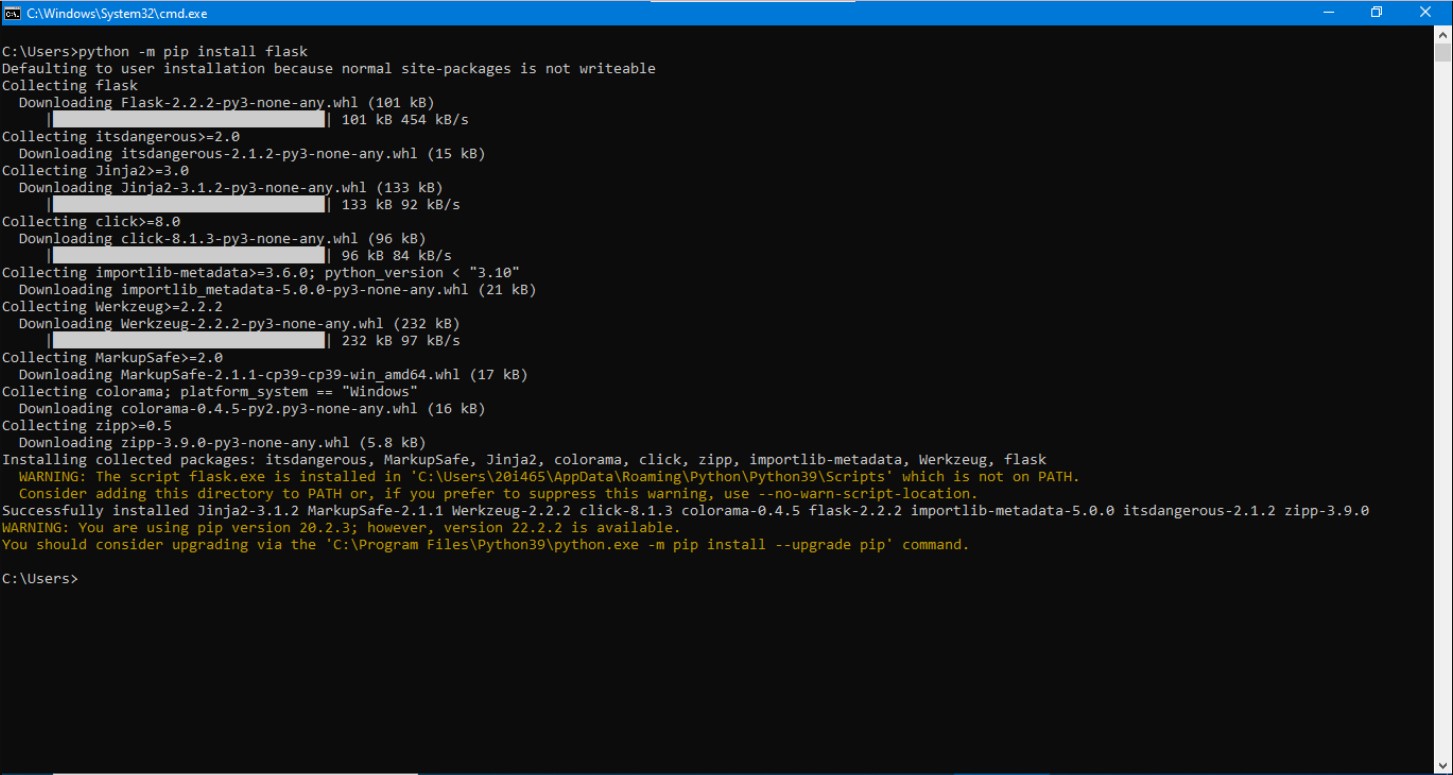 C:\Windows\System32\cmd.exe
C:\Users>python -m pip install flask
Defaulting to user installation because normal site-packages is not writeable
Collecting flask
  Downloading Flask-2.2.2-py3-none-any.whl (101 kB)
     |████████████████████████████████| 101 kB 454 kB/s
Collecting itsdangerous>=2.0
  Downloading itsdangerous-2.1.2-py3-none-any.whl (15 kB)
Collecting Jinja2>=3.0
  Downloading Jinja2-3.1.2-py3-none-any.whl (133 kB)
     |████████████████████████████████| 133 kB 92 kB/s
Collecting click>=8.0
  Downloading click-8.1.3-py3-none-any.whl (96 kB)
     |████████████████████████████████| 96 kB 84 kB/s
Collecting importlib-metadata>=3.6.0; python_version < "3.10"
  Downloading importlib_metadata-5.0.0-py3-none-any.whl (21 kB)
Collecting Werkzeug>=2.2.2
  Downloading Werkzeug-2.2.2-py3-none-any.whl (232 kB)
     |████████████████████████████████| 232 kB 97 kB/s
Collecting MarkupSafe>=2.0
  Downloading MarkupSafe-2.1.1-cp39-cp39-win_amd64.whl (17 kB)
Collecting colorama; platform_system == "Windows"
  Downloading colorama-0.4.5-py2.py3-none-any.whl (16 kB)
Collecting zipp>=0.5
  Downloading zipp-3.9.0-py3-none-any.whl (5.8 kB)
Installing collected packages: itsdangerous, MarkupSafe, Jinja2, colorama, click, zipp, importlib-metadata, Werkzeug, flask
  WARNING: The script flask.exe is installed in 'C:\Users\20i465\AppData\Roaming\Python\Python39\Scripts' which is not on PATH.
  Consider adding this directory to PATH or, if you prefer to suppress this warning, use --no-warn-script-location.
Successfully installed Jinja2-3.1.2 MarkupSafe-2.1.1 Werkzeug-2.2.2 click-8.1.3 colorama-0.4.5 flask-2.2.2 importlib-metadata-5.0.0 itsdangerous-2.1.2 zipp-3.9.0
WARNING: You are using pip version 20.2.3; however, version 22.2.2 is available.
You should consider upgrading via the 'C:\Program Files\Python39\python.exe -m pip install --upgrade pip' command.
C:\Users>